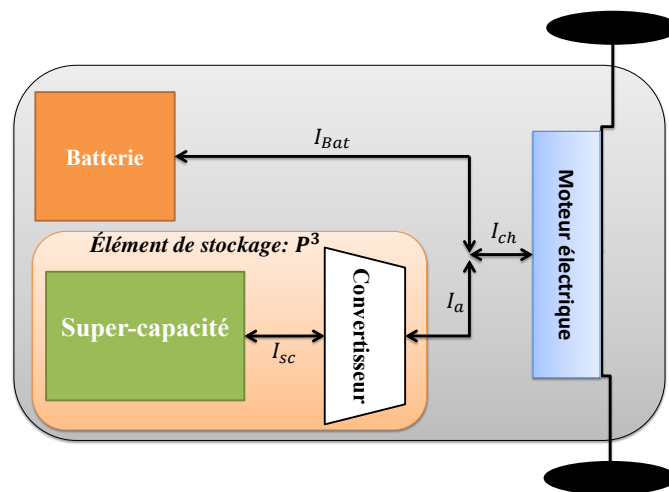 Batterie
I_Bat
Élément de stockage: P³
Super-capacité
I_sc
Convertisseur
I_a
I_ch
Moteur électrique